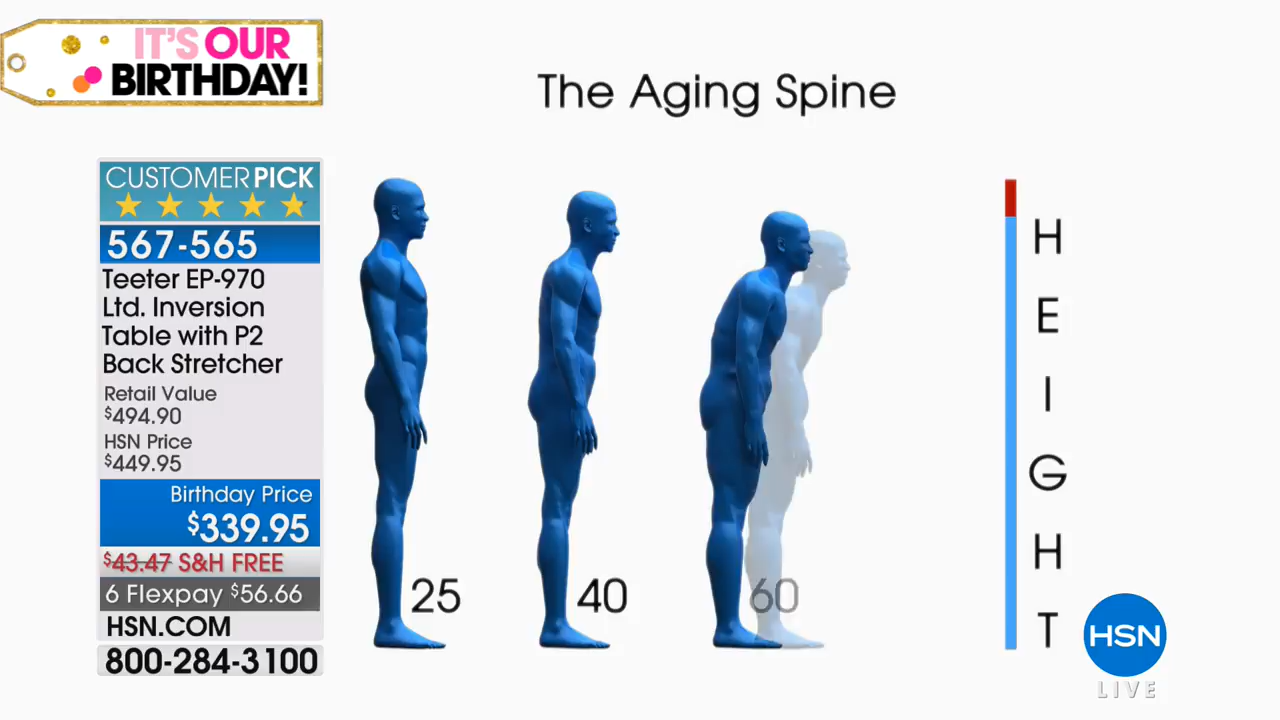 IT'S OUR
BIRTHDAY!
The Aging Spine
CUSTOMER PICK
567-565
Teeter EP-970
Ltd. Inversion
Table with P2
Back Stretcher
Retail Value
$494.90
HSN Price
$449.95
Birthday Price
$339.95
$43.47 S&H FREE
6 Flexpay $56.66
HSN.COM
800-284-3100
25
40
60
H
E
I
G
H
T
HSN
LIVE